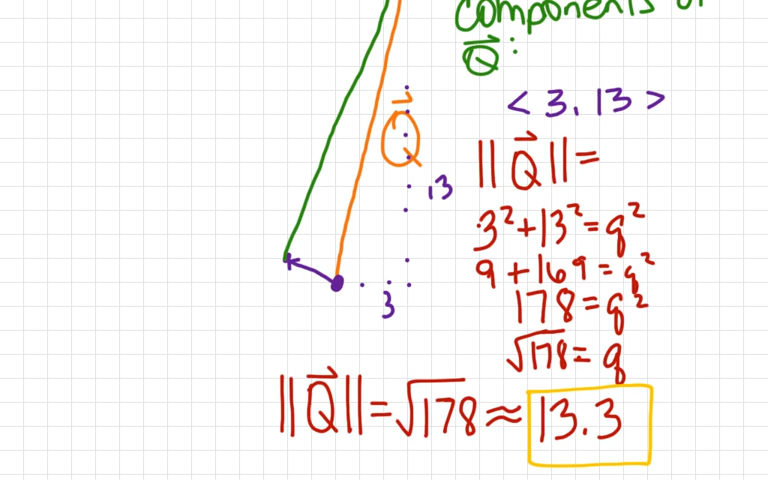 components of
Q⃗ :
< 3, 13 >
Q⃗
13
3
||Q⃗|| =
3² + 13² = q²
9 + 169 = q²
178 = q²
√178 = q
||Q⃗|| = √178 ≈ 13.3